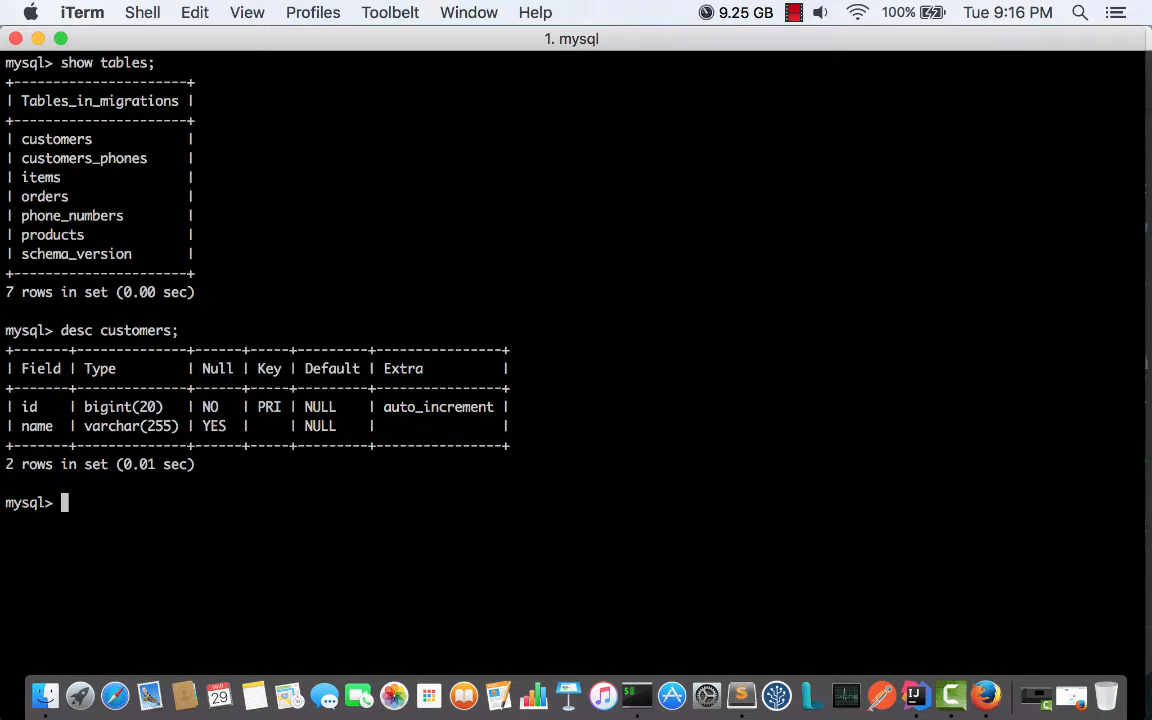 iTerm Shell Edit View Profiles Toolbelt Window Help 9.25 GB 100% Tue 9:16 PM
1. mysql
mysql> show tables;
+----------------------+
| Tables_in_migrations |
+----------------------+
| customers            |
| customers_phones     |
| items                |
| orders               |
| phone_numbers        |
| products             |
| schema_version       |
+----------------------+
7 rows in set (0.00 sec)
mysql> desc customers;
+-------+--------------+------+-----+---------+----------------+
| Field | Type         | Null | Key | Default | Extra          |
+-------+--------------+------+-----+---------+----------------+
| id    | bigint(20)   | NO   | PRI | NULL    | auto_increment |
| name  | varchar(255) | YES  |     | NULL    |                |
+-------+--------------+------+-----+---------+----------------+
2 rows in set (0.01 sec)
mysql>
29